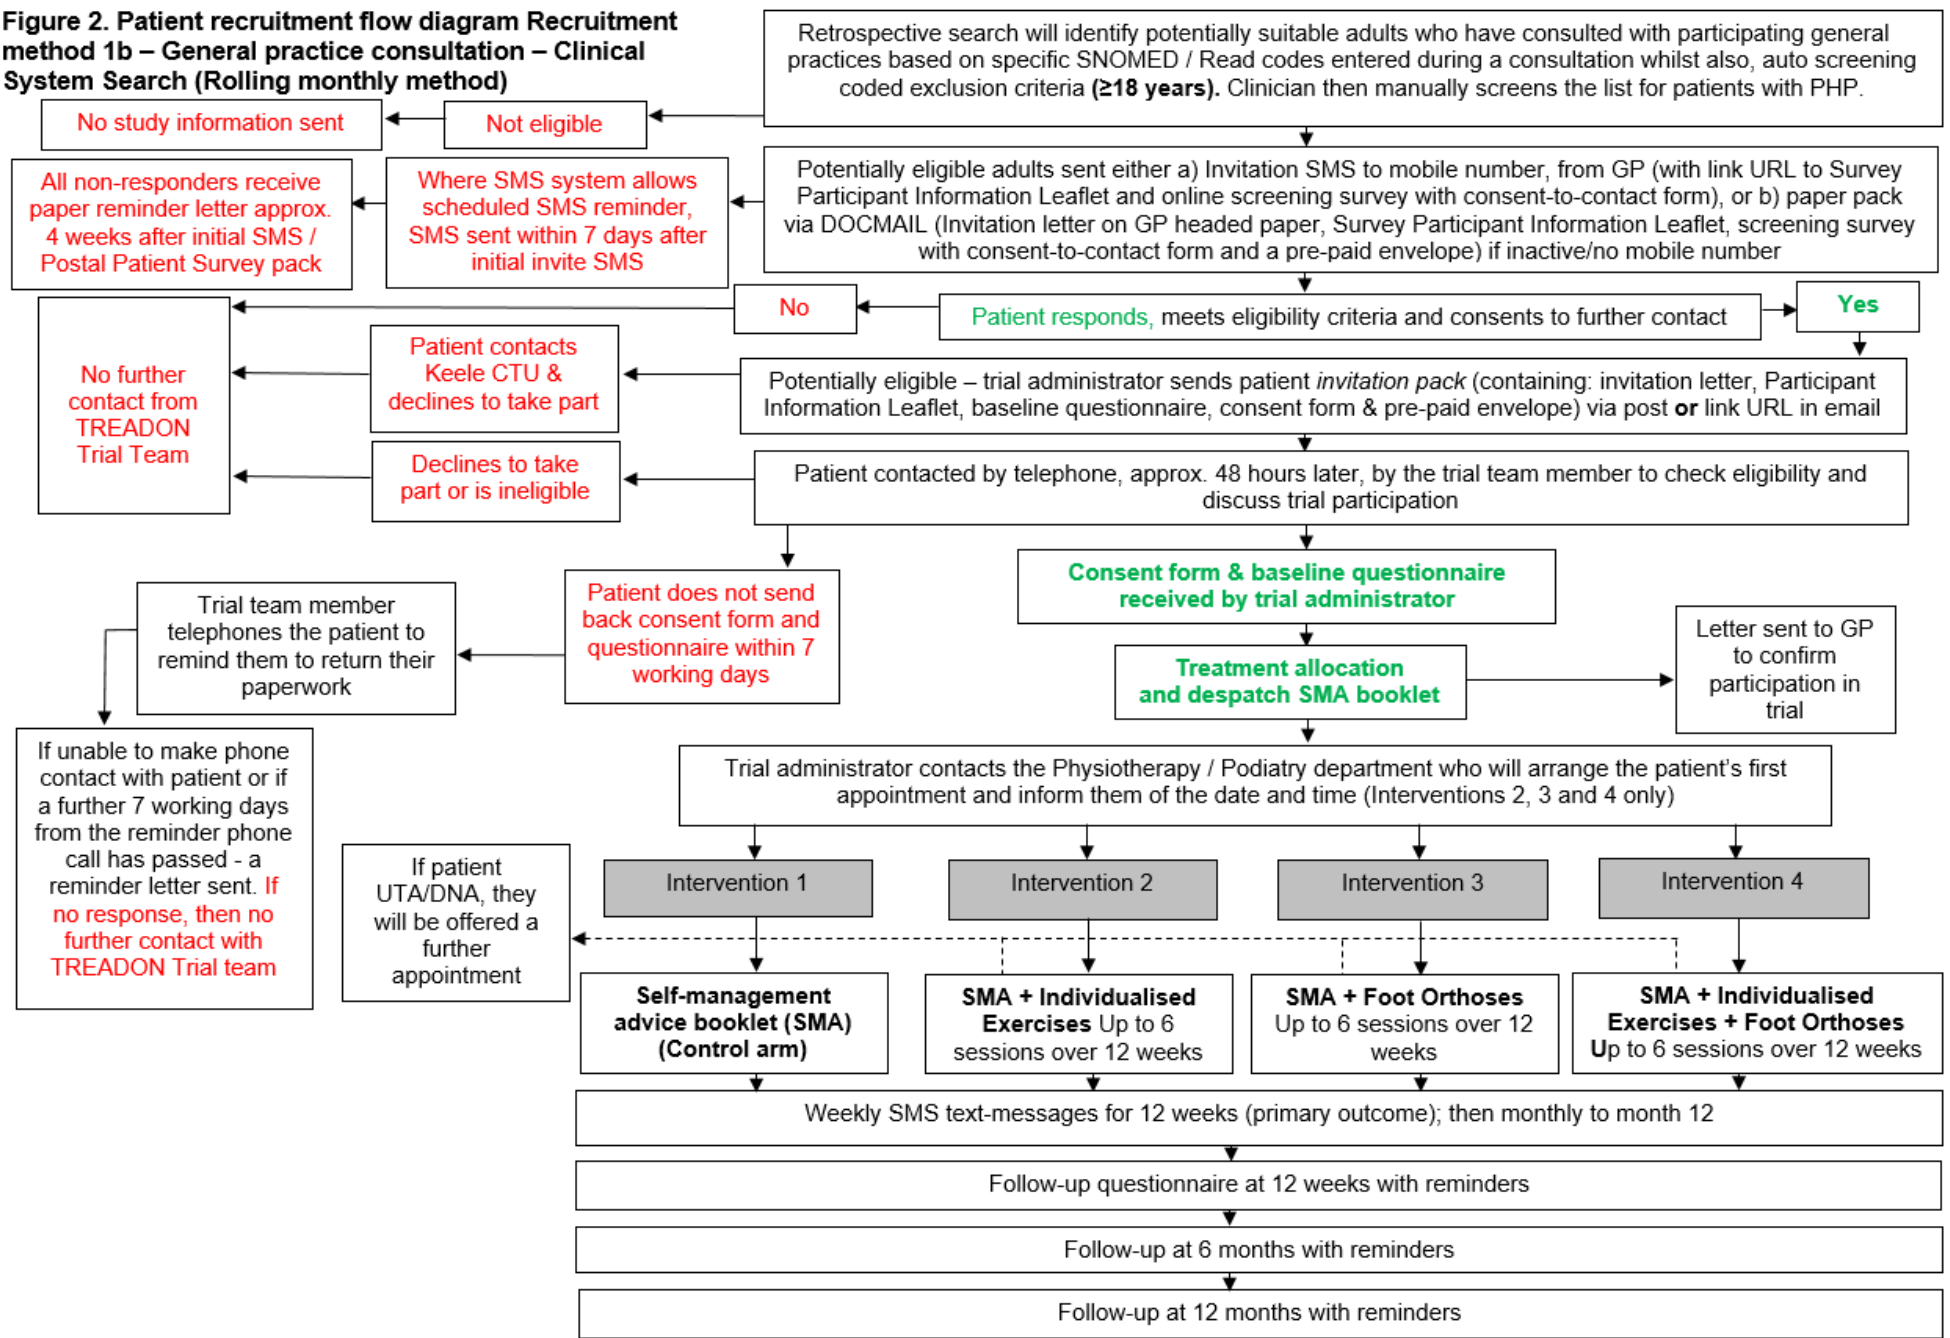 Figure 2. Patient recruitment flow diagram Recruitment
method 1b – General practice consultation – Clinical
System Search (Rolling monthly method)
Retrospective search will identify potentially suitable adults who have consulted with participating general
practices based on specific SNOMED / Read codes entered during a consultation whilst also, auto screening
coded exclusion criteria (≥18 years). Clinician then manually screens the list for patients with PHP.
Not eligible
No study information sent
Potentially eligible adults sent either a) Invitation SMS to mobile number, from GP (with link URL to Survey
Participant Information Leaflet and online screening survey with consent-to-contact form), or b) paper pack
via DOCMAIL (Invitation letter on GP headed paper, Survey Participant Information Leaflet, screening survey
with consent-to-contact form and a pre-paid envelope) if inactive/no mobile number
Where SMS system allows
scheduled SMS reminder,
SMS sent within 7 days after
initial invite SMS
All non-responders receive
paper reminder letter approx.
4 weeks after initial SMS /
Postal Patient Survey pack
Patient responds, meets eligibility criteria and consents to further contact
Yes
No
No further
contact from
TREADON
Trial Team
Potentially eligible – trial administrator sends patient invitation pack (containing: invitation letter, Participant
Information Leaflet, baseline questionnaire, consent form & pre-paid envelope) via post or link URL in email
Patient contacts
Keele CTU &
declines to take part
Patient contacted by telephone, approx. 48 hours later, by the trial team member to check eligibility and
discuss trial participation
Declines to take
part or is ineligible
Consent form & baseline questionnaire
received by trial administrator
Patient does not send
back consent form and
questionnaire within 7
working days
Trial team member
telephones the patient to
remind them to return their
paperwork
If unable to make phone
contact with patient or if
a further 7 working days
from the reminder phone
call has passed - a
reminder letter sent. If
no response, then no
further contact with
TREADON Trial team
Treatment allocation
and despatch SMA booklet
Letter sent to GP
to confirm
participation in
trial
Trial administrator contacts the Physiotherapy / Podiatry department who will arrange the patient's first
appointment and inform them of the date and time (Interventions 2, 3 and 4 only)
If patient
UTA/DNA, they
will be offered a
further
appointment
Intervention 1
Intervention 2
Intervention 3
Intervention 4
Self-management
advice booklet (SMA)
(Control arm)
SMA + Individualised
Exercises Up to 6
sessions over 12 weeks
SMA + Foot Orthoses
Up to 6 sessions over 12
weeks
SMA + Individualised
Exercises + Foot Orthoses
Up to 6 sessions over 12 weeks
Weekly SMS text-messages for 12 weeks (primary outcome); then monthly to month 12
Follow-up questionnaire at 12 weeks with reminders
Follow-up at 6 months with reminders
Follow-up at 12 months with reminders